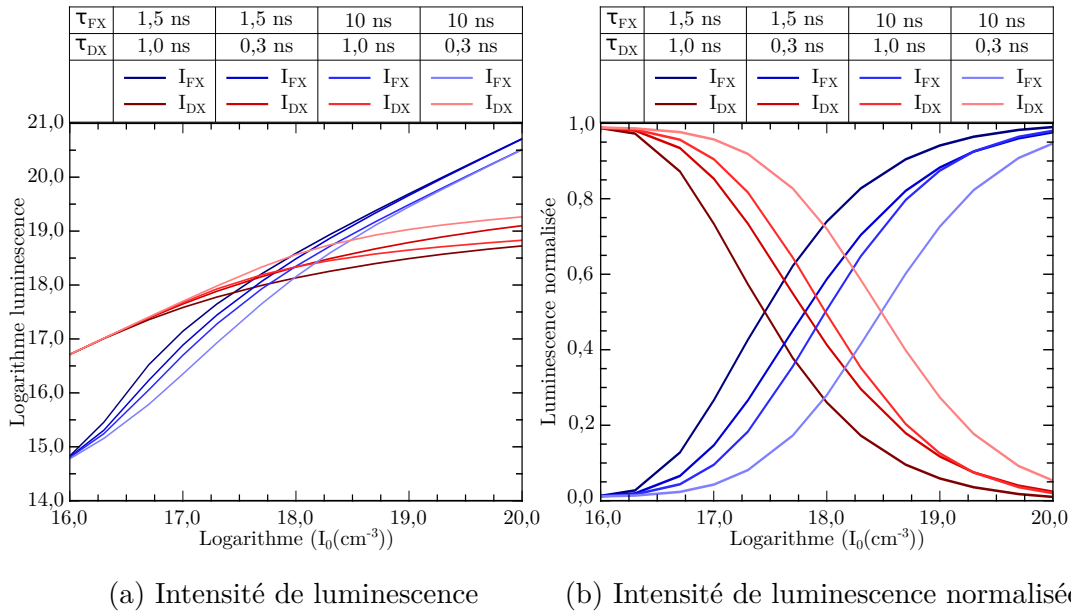 τFX 1,5 ns 1,5 ns 10 ns 10 ns
τDX 1,0 ns 0,3 ns 1,0 ns 0,3 ns
IFX IFX IFX IFX
IDX IDX IDX IDX
21,0
20,0
19,0
18,0
17,0
16,0
15,0
14,0
Logarithme luminescence
16,0 17,0 18,0 19,0 20,0
Logarithme (I0(cm-3))
(a) Intensité de luminescence
τFX 1,5 ns 1,5 ns 10 ns 10 ns
τDX 1,0 ns 0,3 ns 1,0 ns 0,3 ns
IFX IFX IFX IFX
IDX IDX IDX IDX
1,0
0,8
0,6
0,4
0,2
0,0
Luminescence normalisée
16,0 17,0 18,0 19,0 20,0
Logarithme (I0(cm-3))
(b) Intensité de luminescence normalisée